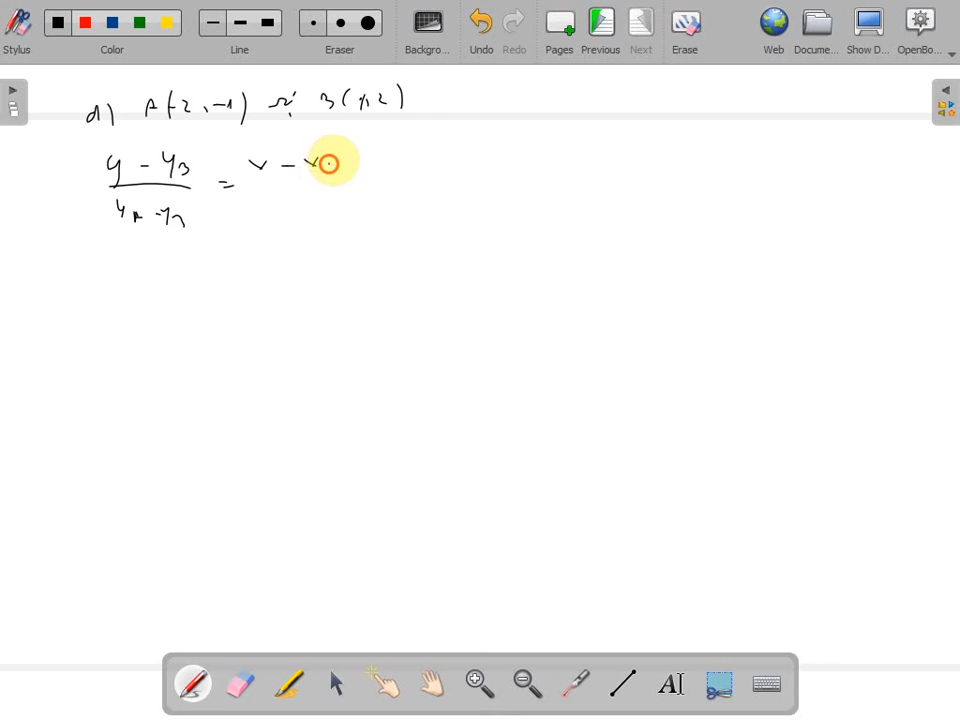 Stylus Color Line Eraser Backgro... Undo Redo Pages Previous Next Erase Web Docume... Show D... OpenBo...
d) A(-2, -1) B(1, 2)
y - yB = x - x
yA - yB